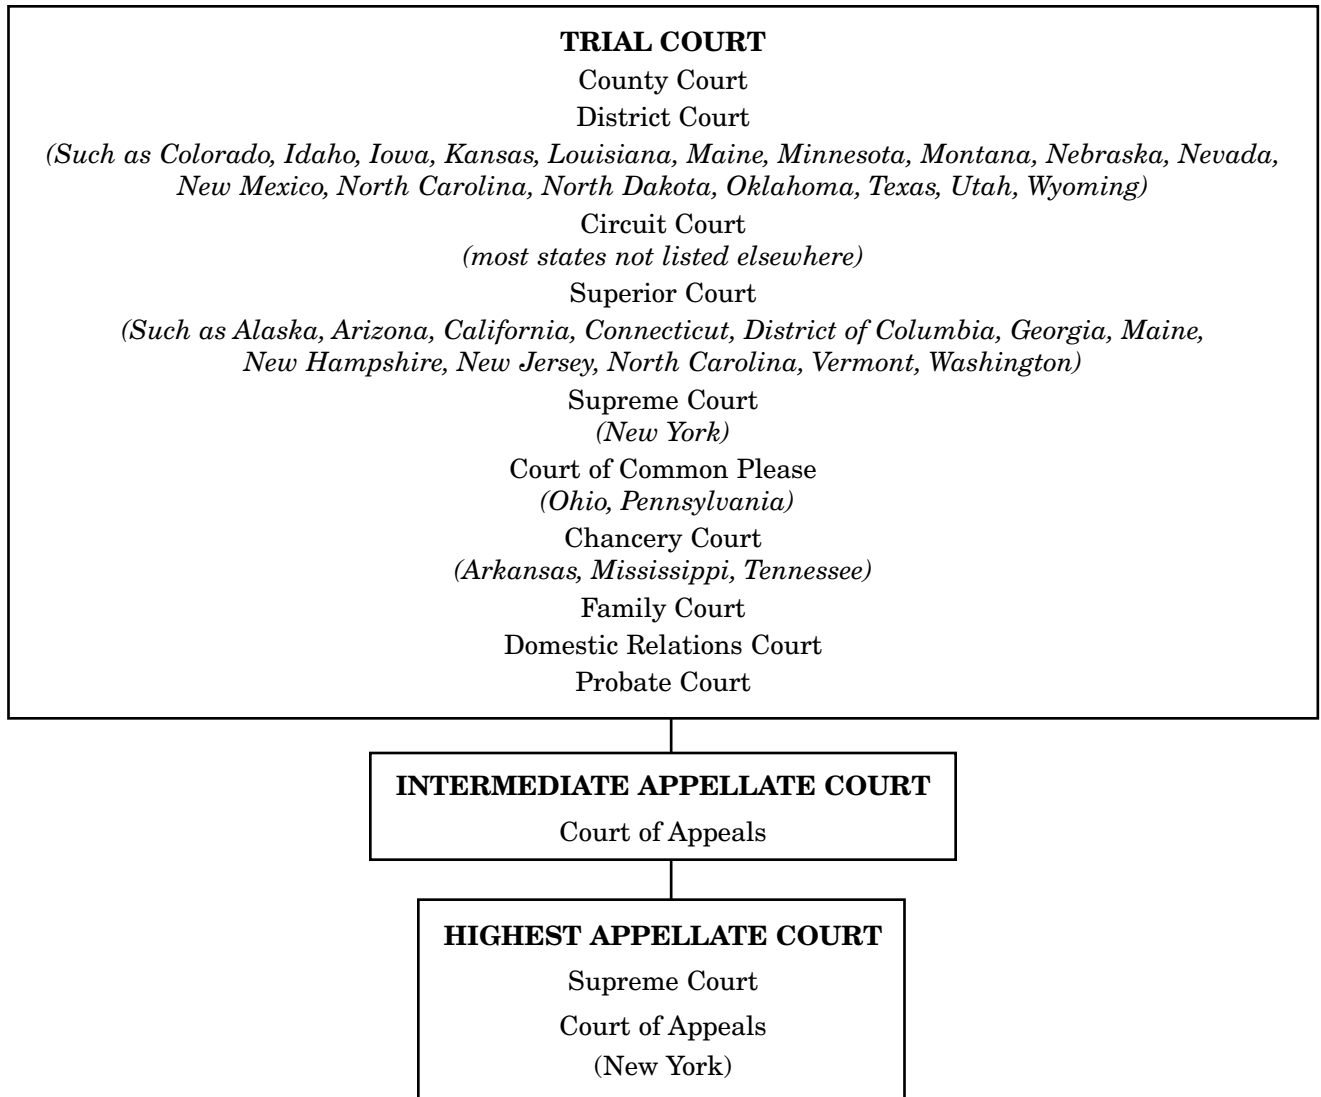 TRIAL COURT
County Court
District Court
(Such as Colorado, Idaho, Iowa, Kansas, Louisiana, Maine, Minnesota, Montana, Nebraska, Nevada,
New Mexico, North Carolina, North Dakota, Oklahoma, Texas, Utah, Wyoming)
Circuit Court
(most states not listed elsewhere)
Superior Court
(Such as Alaska, Arizona, California, Connecticut, District of Columbia, Georgia, Maine,
New Hampshire, New Jersey, North Carolina, Vermont, Washington)
Supreme Court
(New York)
Court of Common Please
(Ohio, Pennsylvania)
Chancery Court
(Arkansas, Mississippi, Tennessee)
Family Court
Domestic Relations Court
Probate Court
INTERMEDIATE APPELLATE COURT
Court of Appeals
HIGHEST APPELLATE COURT
Supreme Court
Court of Appeals
(New York)